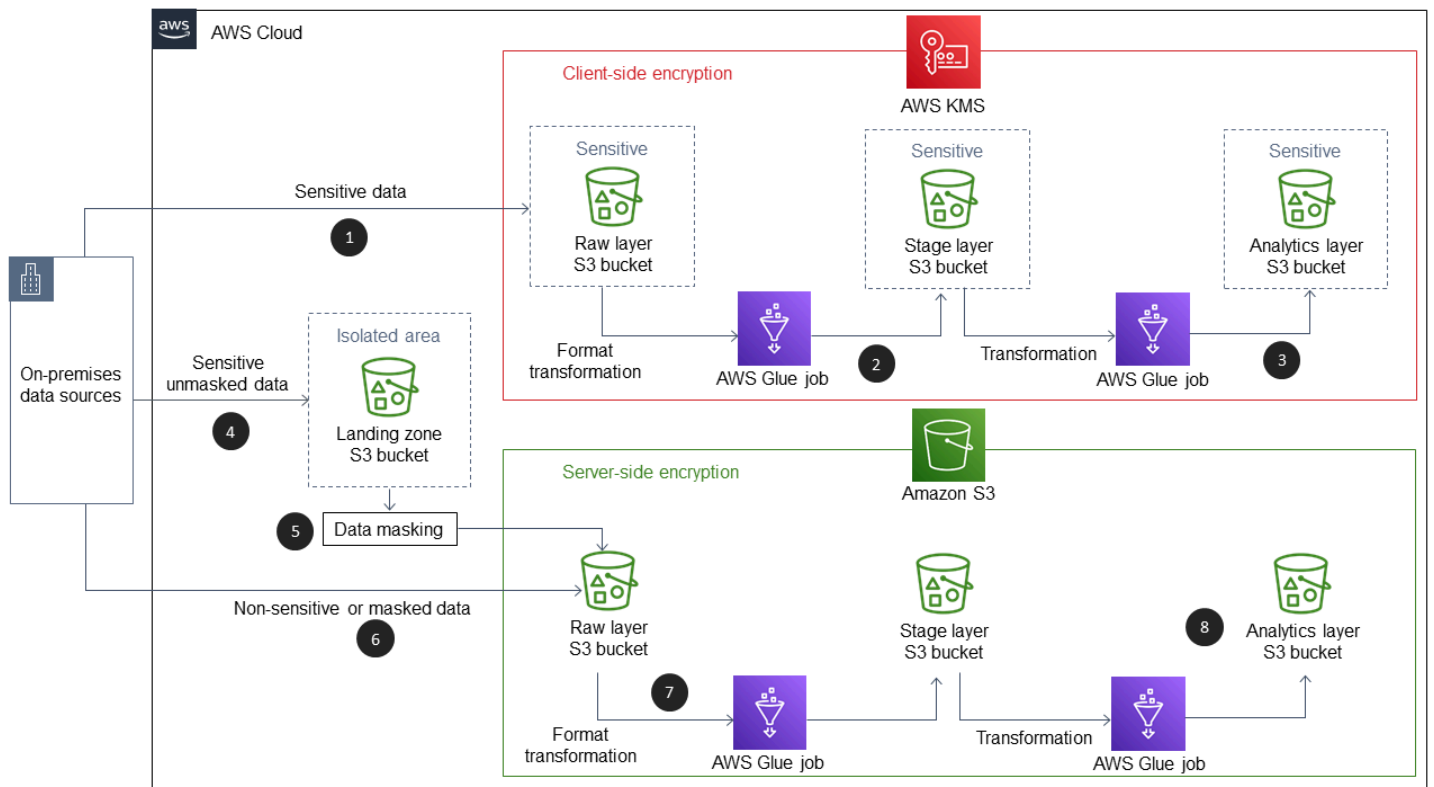 aws
AWS Cloud
Client-side encryption
AWS KMS
Sensitive
Raw layer
S3 bucket
Sensitive
Stage layer
S3 bucket
Sensitive
Analytics layer
S3 bucket
Sensitive data
1
Format
transformation
AWS Glue job
2
Transformation
AWS Glue job
3
On-premises
data sources
Sensitive
unmasked data
4
Isolated area
Landing zone
S3 bucket
5
Data masking
Non-sensitive or masked data
6
Server-side encryption
Amazon S3
Raw layer
S3 bucket
Stage layer
S3 bucket
8
Analytics layer
S3 bucket
7
Format
transformation
AWS Glue job
Transformation
AWS Glue job